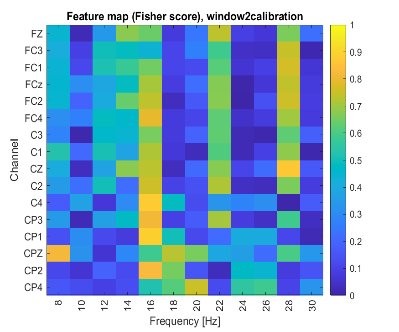 Feature map (Fisher score), window2calibration
Channel
FZ
FC3
FC1
FCz
FC2
FC4
C3
C1
CZ
C2
C4
CP3
CP1
CPZ
CP2
CP4
8 10 12 14 16 18 20 22 24 26 28 30
Frequency [Hz]
1
0.9
0.8
0.7
0.6
0.5
0.4
0.3
0.2
0.1
0